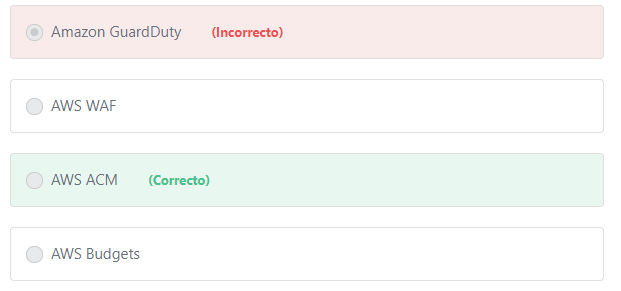 Amazon GuardDuty (Incorrecto)
AWS WAF
AWS ACM (Correcto)
AWS Budgets